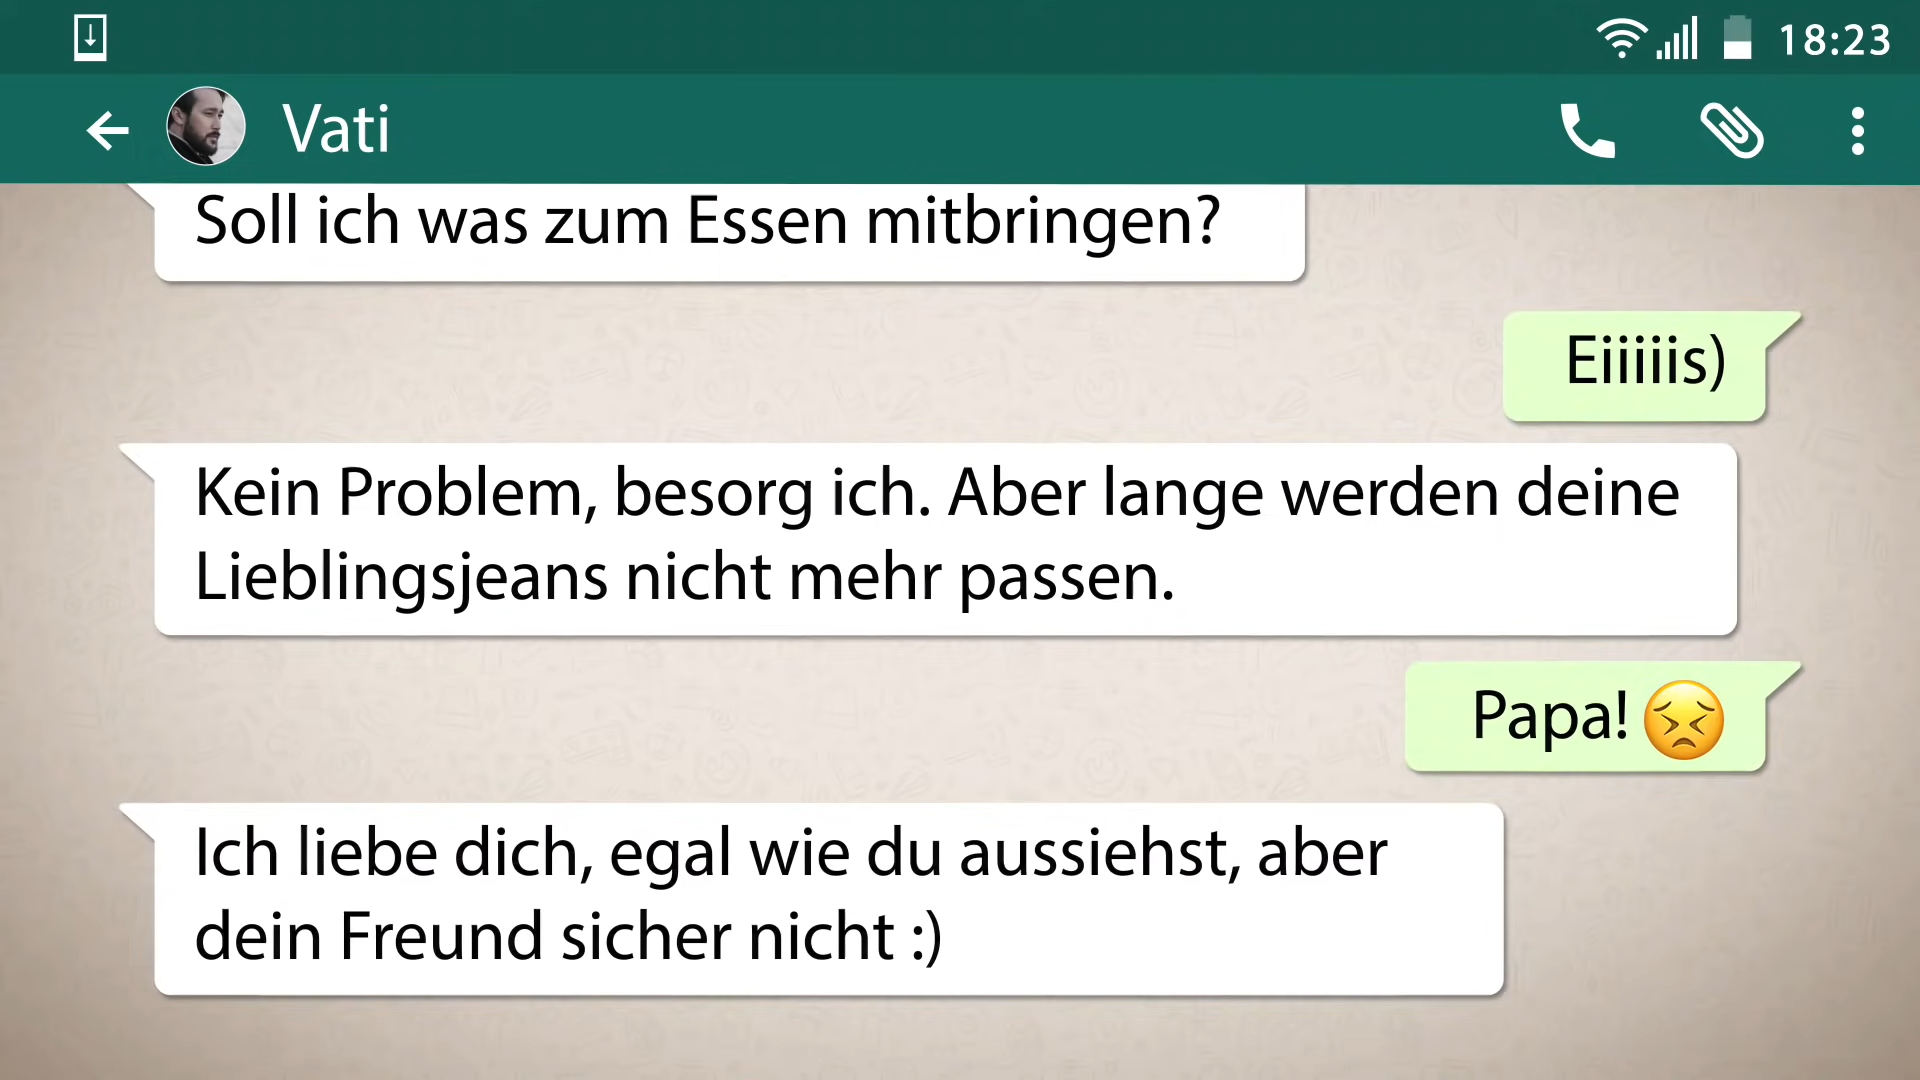 18:23
Vati
Soll ich was zum Essen mitbringen?
Eiiiiis)
Kein Problem, besorg ich. Aber lange werden deine
Lieblingsjeans nicht mehr passen.
Papa! 😣
Ich liebe dich, egal wie du aussiehst, aber
dein Freund sicher nicht :)